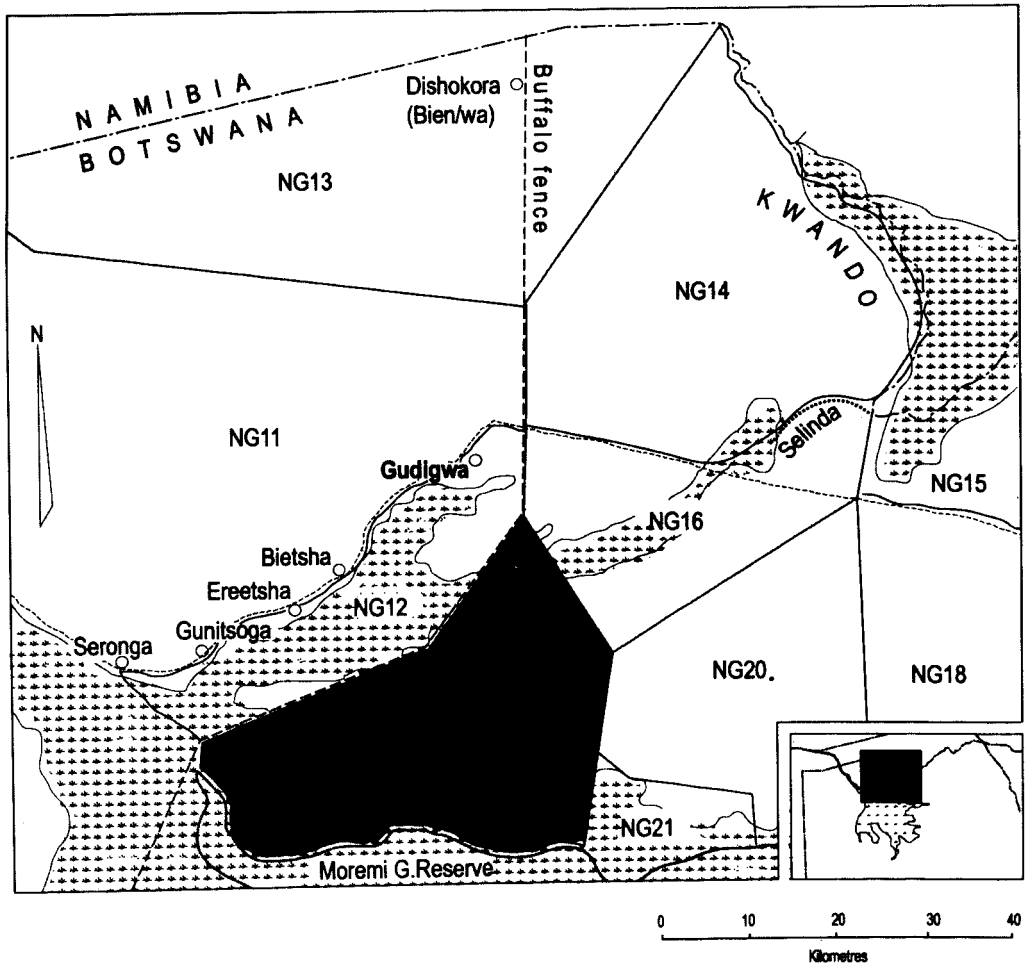 NAMIBIA
BOTSWANA
Dishokora
(Bien/wa)
Buffalo fence
NG13
KWANDO
NG14
N
NG11
Selinda
Gudigwa
NG15
NG16
Bietsha
Ereetsha
NG12
Gunitsoga
Seronga
NG20
NG18
NG21
Moremi G.Reserve
0 10 20 30 40
Kilometres